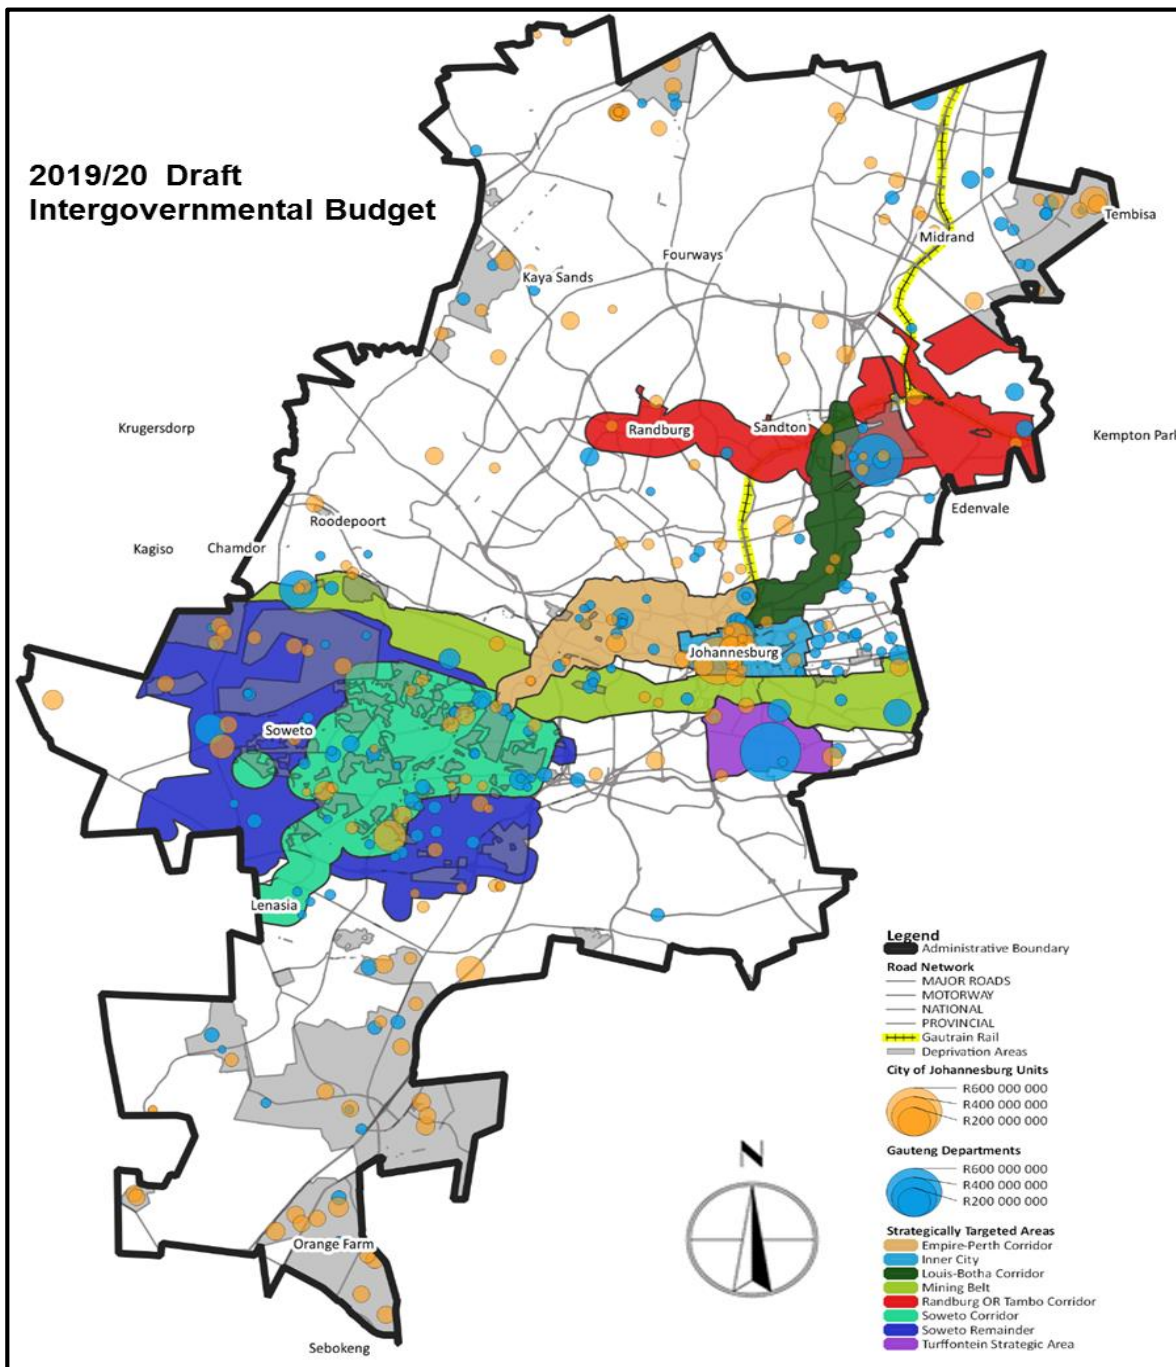 2019/20 Draft
Intergovernmental Budget
Tembisa
Midrand
Fourways
Kaya Sands
Krugersdorp
Randburg
Sandton
Kempton Park
Edenvale
Roodepoort
Kagiso
Chamdor
Johannesburg
Soweto
Lenasia
Orange Farm
Sebokeng
N
Legend
Administrative Boundary
Road Network
MAJOR ROADS
MOTORWAY
NATIONAL
PROVINCIAL
Gautrain Rail
Deprivation Areas
City of Johannesburg Units
R600 000 000
R400 000 000
R200 000 000
Gauteng Departments
R600 000 000
R400 000 000
R200 000 000
Strategically Targeted Areas
Empire-Perth Corridor
Inner City
Louis-Botha Corridor
Mining Belt
Randburg OR Tambo Corridor
Soweto Corridor
Soweto Remainder
Turffontein Strategic Area